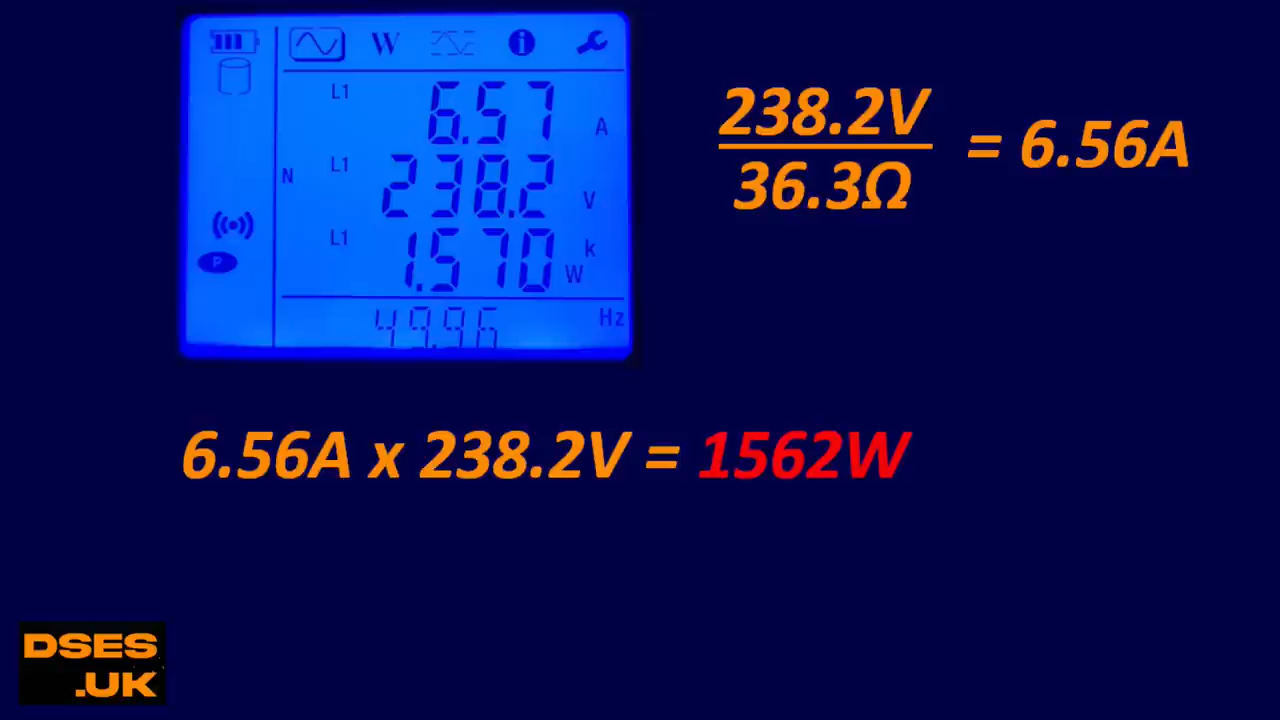 W i
L1 6.57 A
N L1 238.2 V
L1 1.570 kW
P
49.96 Hz
238.2V
36.3Ω
= 6.56A
6.56A x 238.2V = 1562W
DSES
.UK